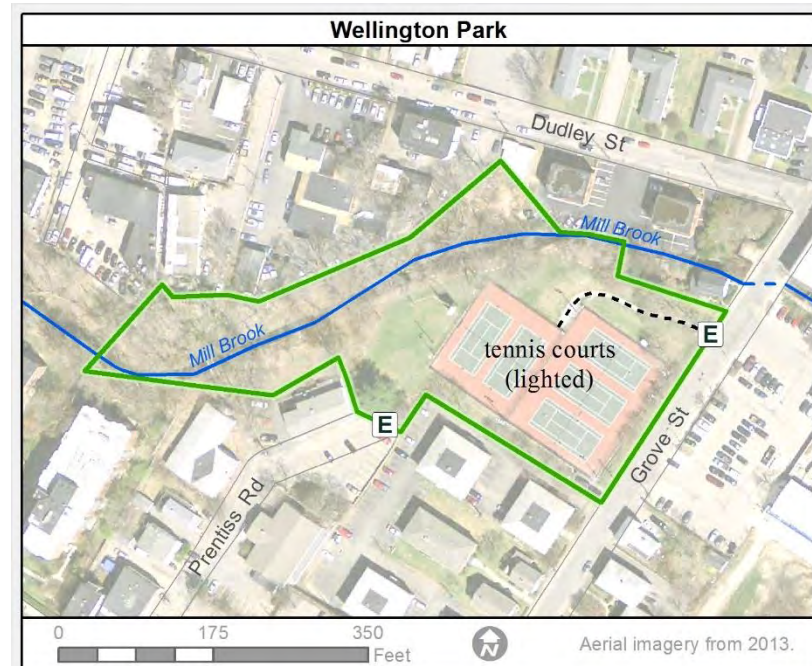 Wellington Park
Dudley St
Mill Brook
E
tennis courts
(lighted)
Mill Brook
E
Grove St
Prentiss Rd
0 175 350
Feet
N
Aerial imagery from 2013.